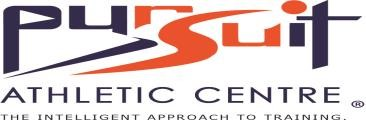 pursuit
ATHLETIC CENTRE ®
THE INTELLIGENT APPROACH TO TRAINING.